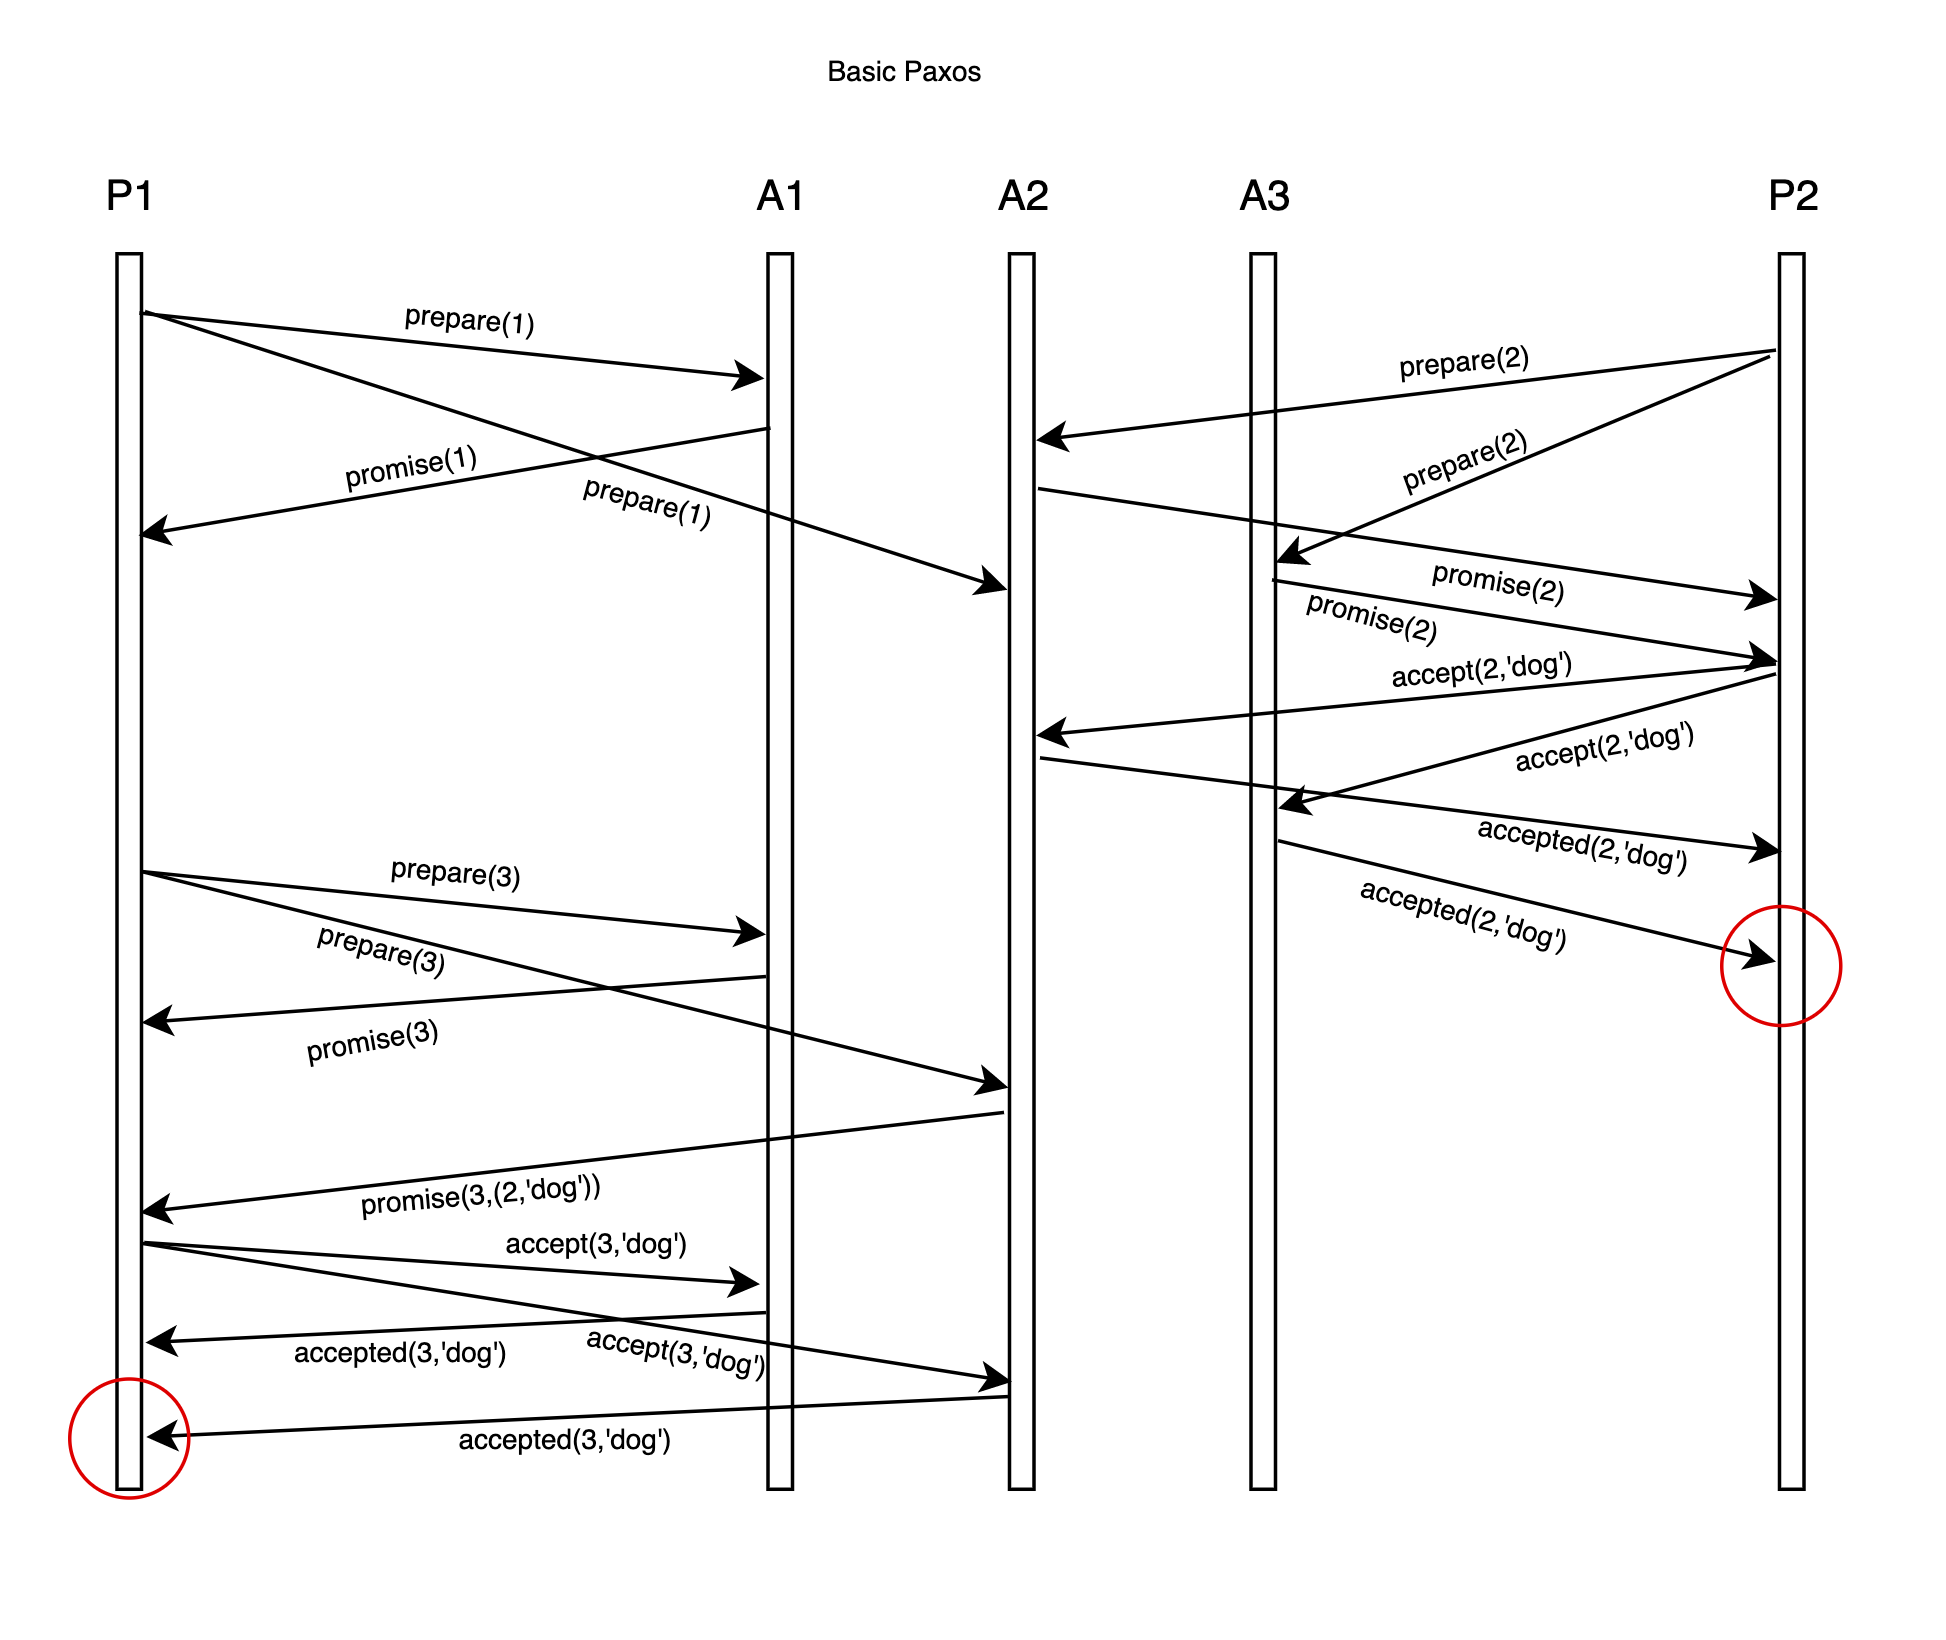 Basic Paxos
P1
A1
A2
A3
P2
prepare(1)
prepare(2)
prepare(2)
promise(1)
prepare(1)
promise(2)
promise(2)
accept(2,'dog')
accept(2,'dog')
accepted(2,'dog')
prepare(3)
accepted(2,'dog')
prepare(3)
promise(3)
promise(3,(2,'dog'))
accept(3,'dog')
accepted(3,'dog')
accept(3,'dog')
accepted(3,'dog')